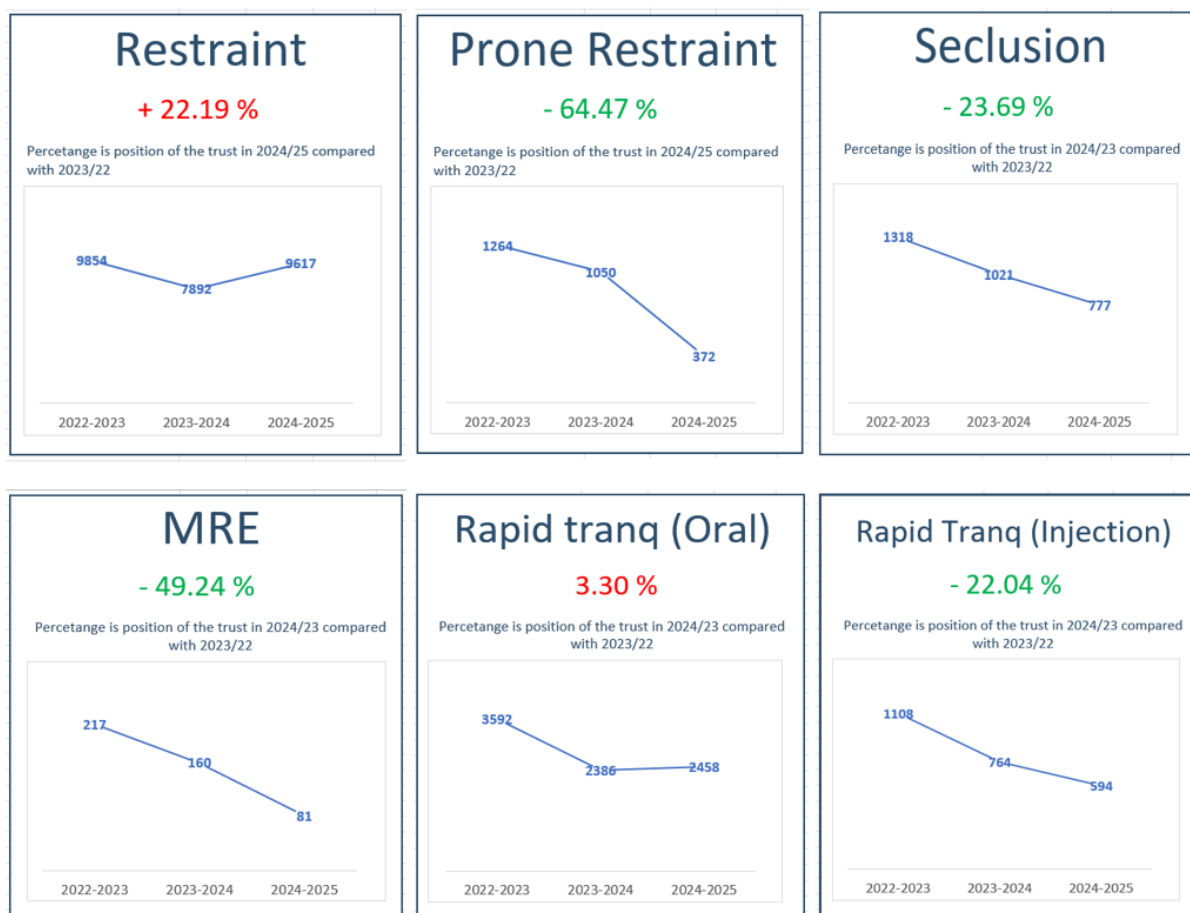 Restraint
+ 22.19 %
Percetange is position of the trust in 2024/25 compared
with 2023/22
9854
7892
9617
2022-2023 2023-2024 2024-2025
Prone Restraint
- 64.47 %
Percetange is position of the trust in 2024/25 compared
with 2023/22
1264
1050
372
2022-2023 2023-2024 2024-2025
Seclusion
- 23.69 %
Percetange is position of the trust in 2024/23 compared
with 2023/22
1318
1021
777
2022-2023 2023-2024 2024-2025
MRE
- 49.24 %
Percetange is position of the trust in 2024/23 compared
with 2023/22
217
160
81
2022-2023 2023-2024 2024-2025
Rapid tranq (Oral)
3.30 %
Percetange is position of the trust in 2024/23 compared
with 2023/22
3592
2386
2458
2022-2023 2023-2024 2024-2025
Rapid Tranq (Injection)
- 22.04 %
Percetange is position of the trust in 2024/23 compared
with 2023/22
1108
764
594
2022-2023 2023-2024 2024-2025